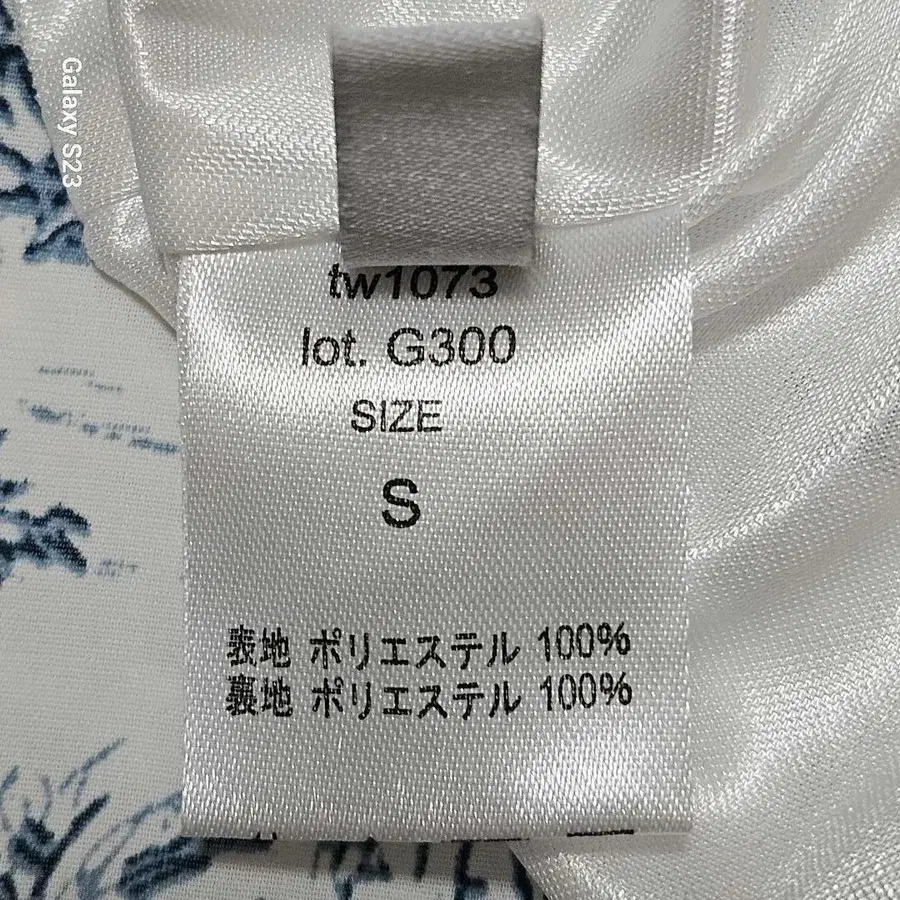 Galaxy S23
tw1073
lot. G300
SIZE
S
表地 ポリエステル 100%
裏地 ポリエステル 100%